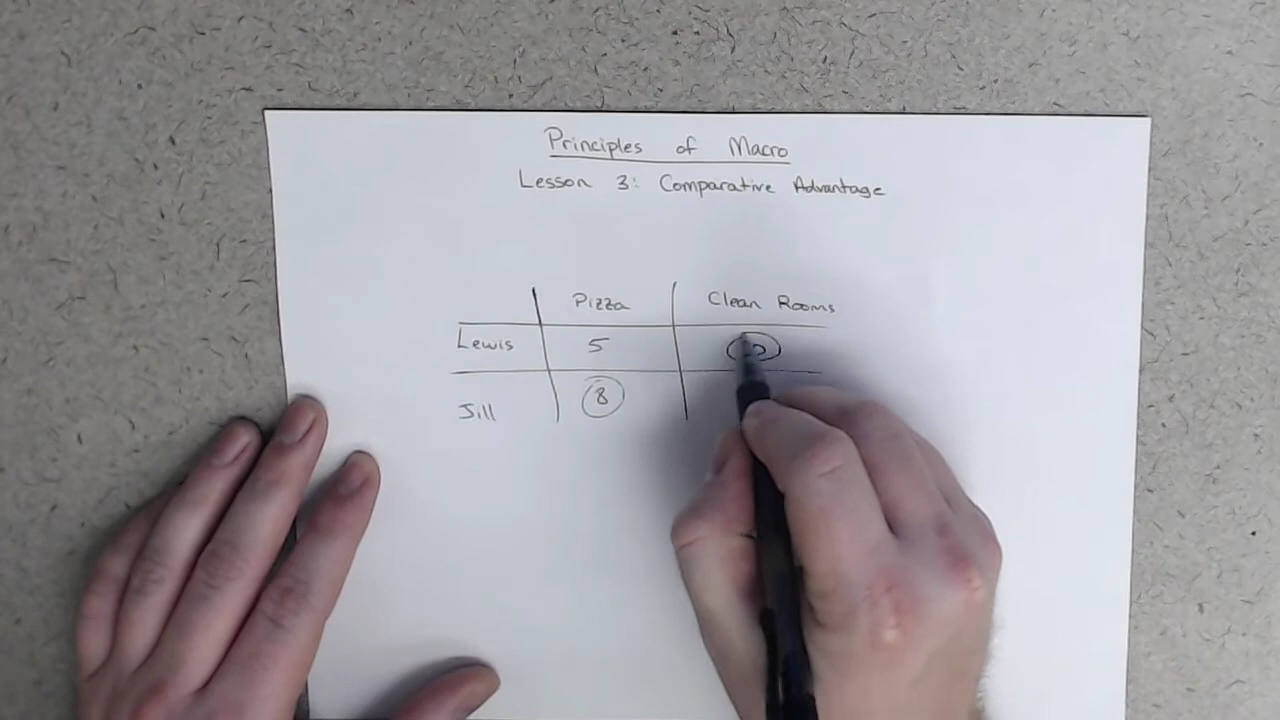 Principles of Macro
Lesson 3: Comparative Advantage
Pizza Clean Rooms
Lewis 5
Jill 8